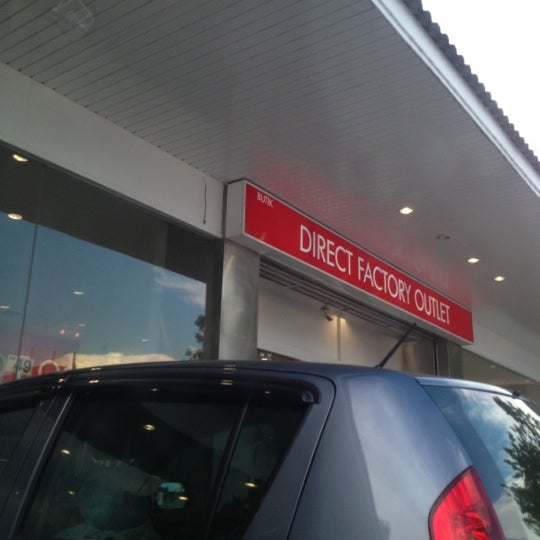 BUTIK
DIRECT FACTORY OUTLET